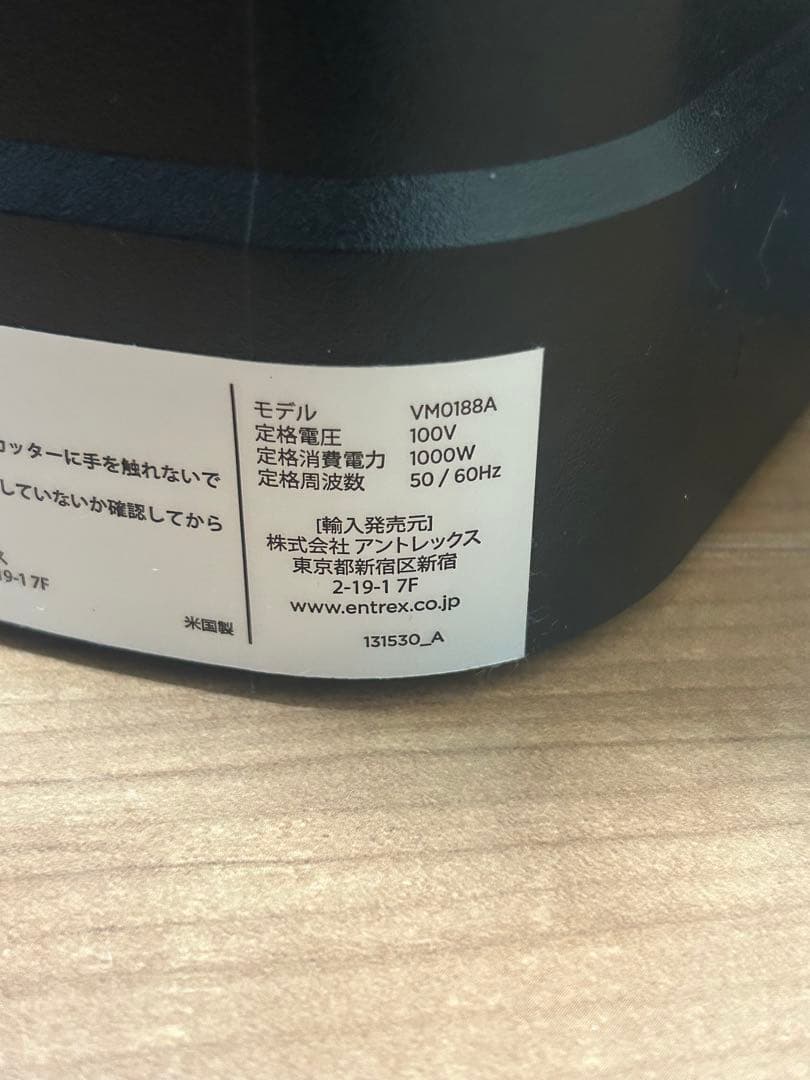 カッターに手を触れないで
していないか確認してから
19-1 7F
米国製
モデル VM0188A
定格電圧 100V
定格消費電力 1000W
定格周波数 50 / 60Hz
[輸入発売元]
株式会社 アントレックス
東京都新宿区新宿
2-19-1 7F
www.entrex.co.jp
131530_A